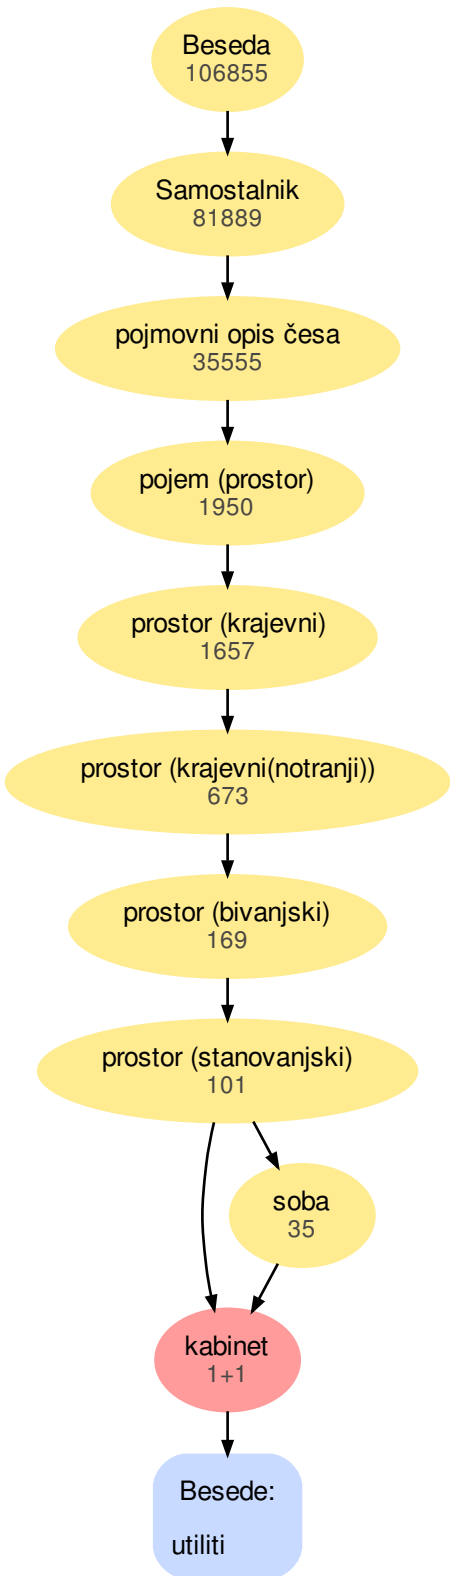 Beseda
106855
Samostalnik
81889
pojmovni opis česa
35555
pojem (prostor)
1950
prostor (krajevni)
1657
prostor (krajevni(notranji))
673
prostor (bivanjski)
169
prostor (stanovanjski)
101
soba
35
kabinet
1+1
Besede:
utiliti